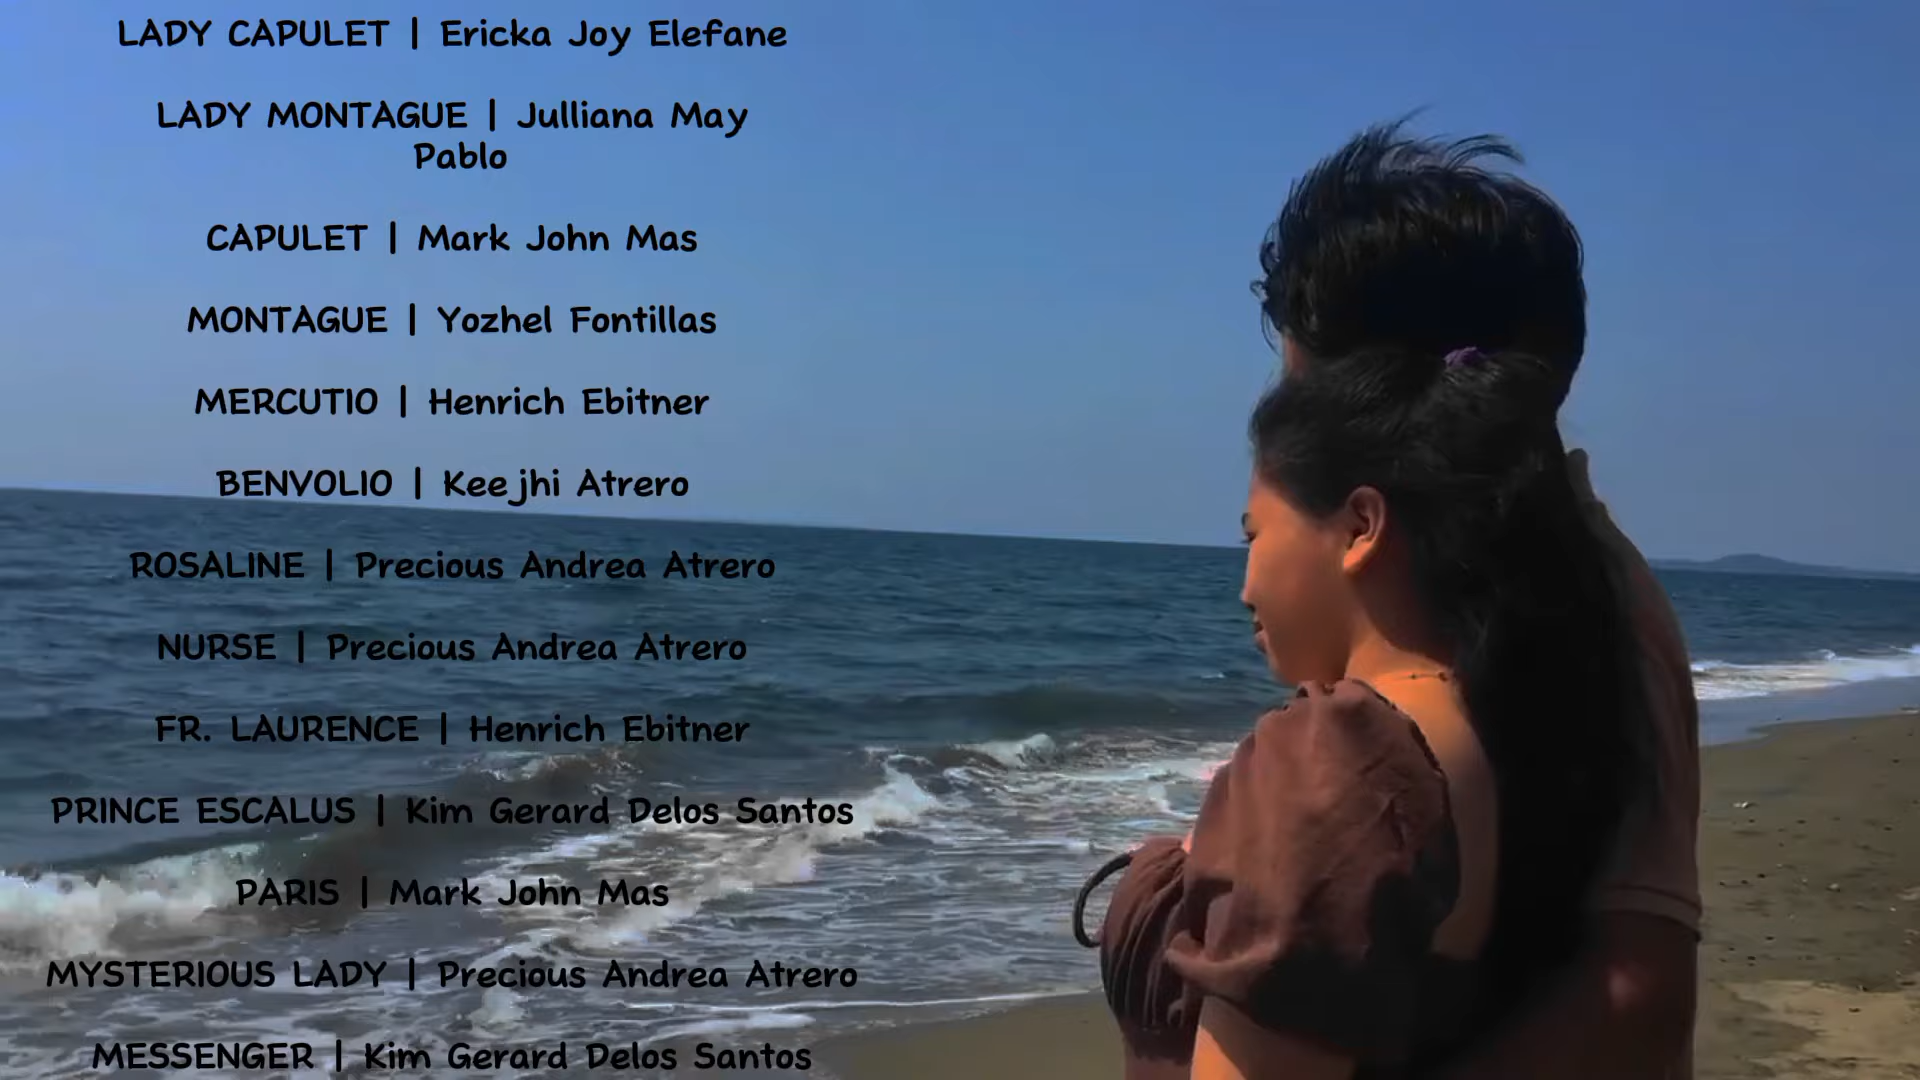 LADY CAPULET | Ericka Joy Elefane
LADY MONTAGUE | Julliana May
Pablo
CAPULET | Mark John Mas
MONTAGUE | Yozhel Fontillas
MERCUTIO | Henrich Ebitner
BENVOLIO | Keejhi Atrero
ROSALINE | Precious Andrea Atrero
NURSE | Precious Andrea Atrero
FR. LAURENCE | Henrich Ebitner
PRINCE ESCALUS | Kim Gerard Delos Santos
PARIS | Mark John Mas
MYSTERIOUS LADY | Precious Andrea Atrero
MESSENGER | Kim Gerard Delos Santos